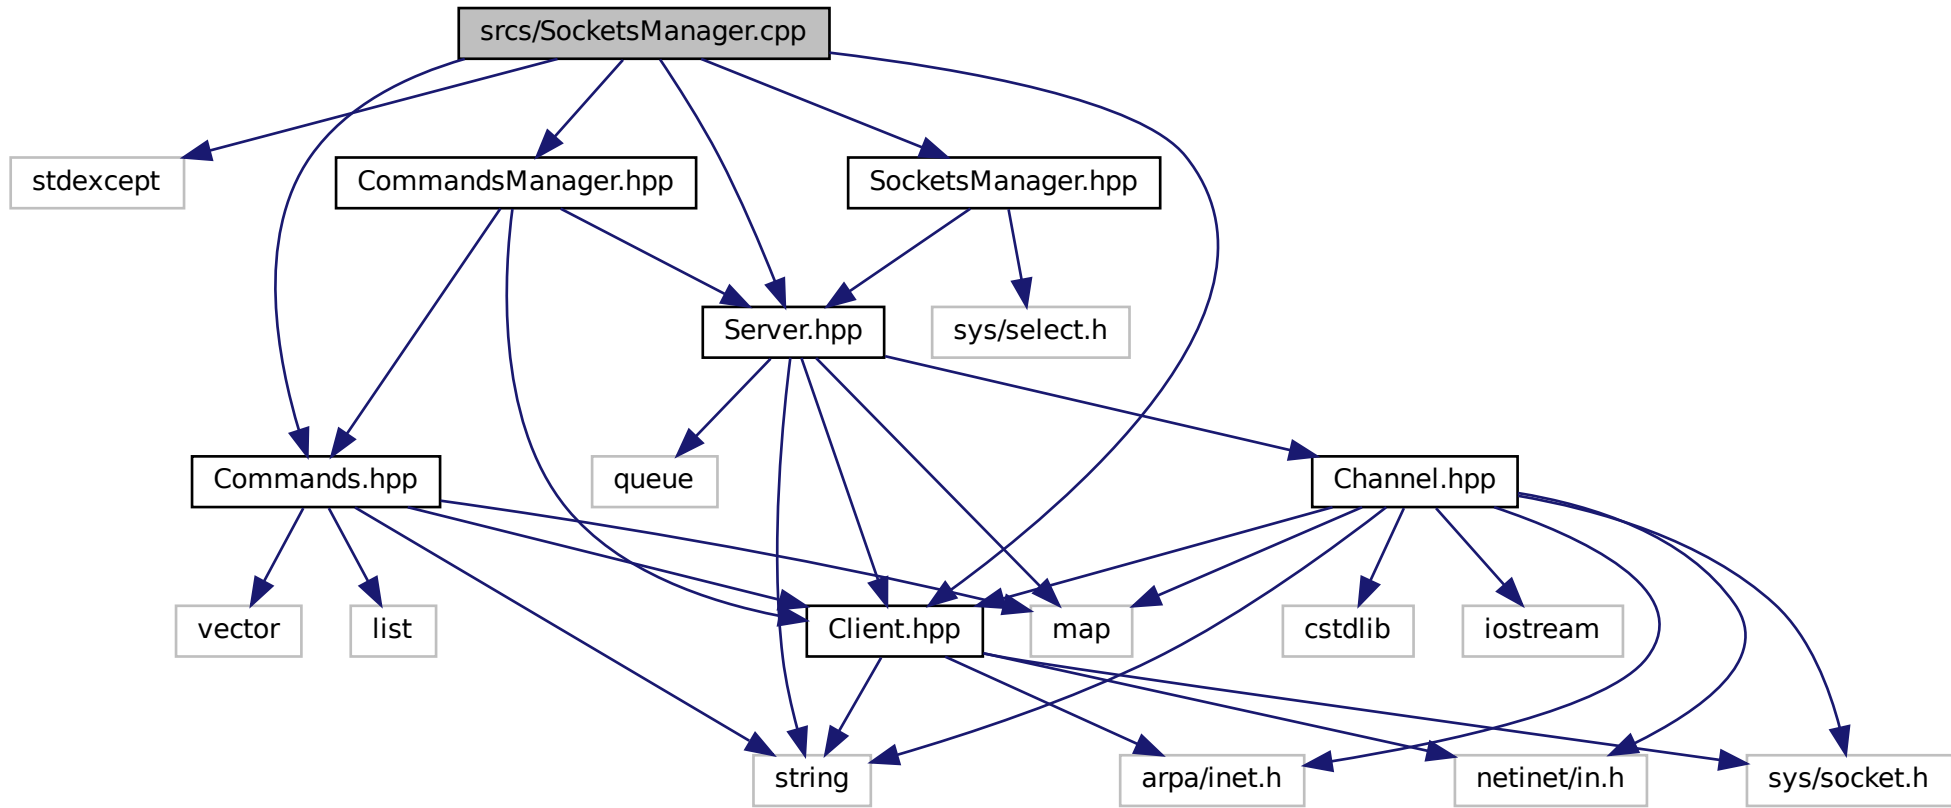 srcs/SocketsManager.cpp
stdexcept
CommandsManager.hpp
SocketsManager.hpp
Server.hpp
sys/select.h
Commands.hpp
queue
Channel.hpp
vector
list
Client.hpp
map
cstdlib
iostream
string
arpa/inet.h
netinet/in.h
sys/socket.h